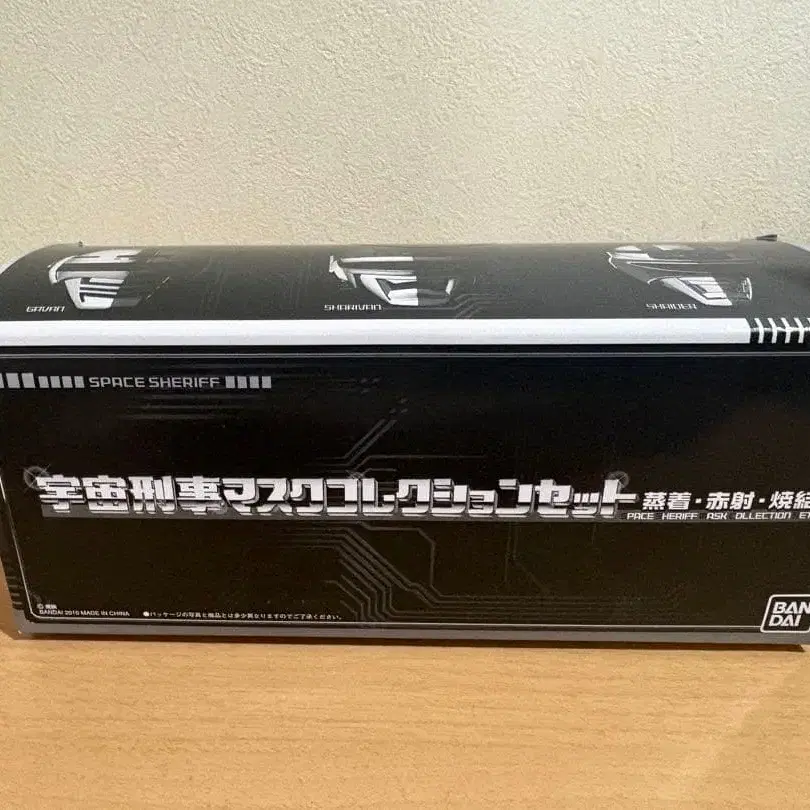 GAVAN
SHARIVAN
SHAIDER
SPACE SHERIFF
宇宙刑事マスクコレクションセット 蒸着・赤射・焼結
PACE HERIFF ASK OLLECTION ET
BANDAI 2010 MADE IN CHINA ●パッケージの写真と商品とは多少異なりますのでご了承ください。
BAN
DAI